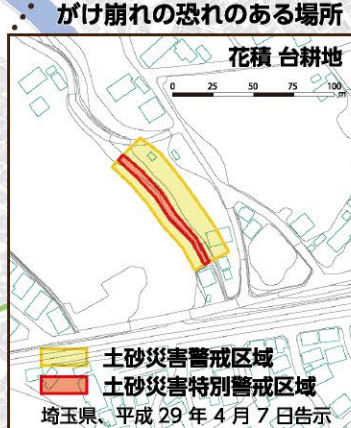 がけ崩れの恐れのある場所
花積 台耕地
0 25 50 75 100
m
土砂災害警戒区域
土砂災害特別警戒区域
埼玉県、平成 29 年 4 月 7 日告示